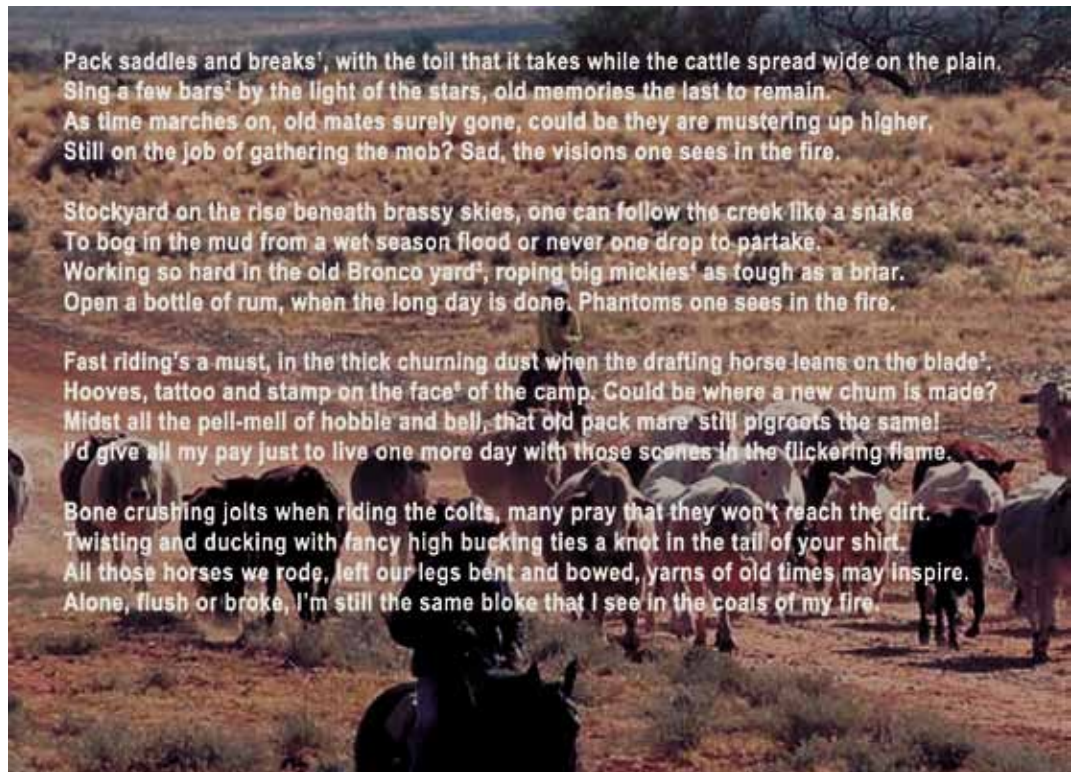 Pack saddles and breaks¹, with the toil that it takes while the cattle spread wide on the plain.
Sing a few bars² by the light of the stars, old memories the last to remain.
As time marches on, old mates surely gone, could be they are mustering up higher,
Still on the job of gathering the mob? Sad, the visions one sees in the fire.

Stockyard on the rise beneath brassy skies, one can follow the creek like a snake
To bog in the mud from a wet season flood or never one drop to partake.
Working so hard in the old Bronco yard³, roping big mickies⁴ as tough as a briar.
Open a bottle of rum, when the long day is done. Phantoms one sees in the fire.

Fast riding's a must, in the thick churning dust when the drafting horse leans on the blade⁵.
Hooves, tattoo and stamp on the face⁶ of the camp. Could be where a new chum is made?
Midst all the pell-mell of hobble and bell, that old pack mare⁷ still pigroots the same!
I'd give all my pay just to live one more day with those scenes in the flickering flame.

Bone crushing jolts when riding the colts, many pray that they won't reach the dirt.
Twisting and ducking with fancy high bucking ties a knot in the tail of your shirt.
All those horses we rode, left our legs bent and bowed, yarns of old times may inspire.
Alone, flush or broke, I'm still the same bloke that I see in the coals of my fire.